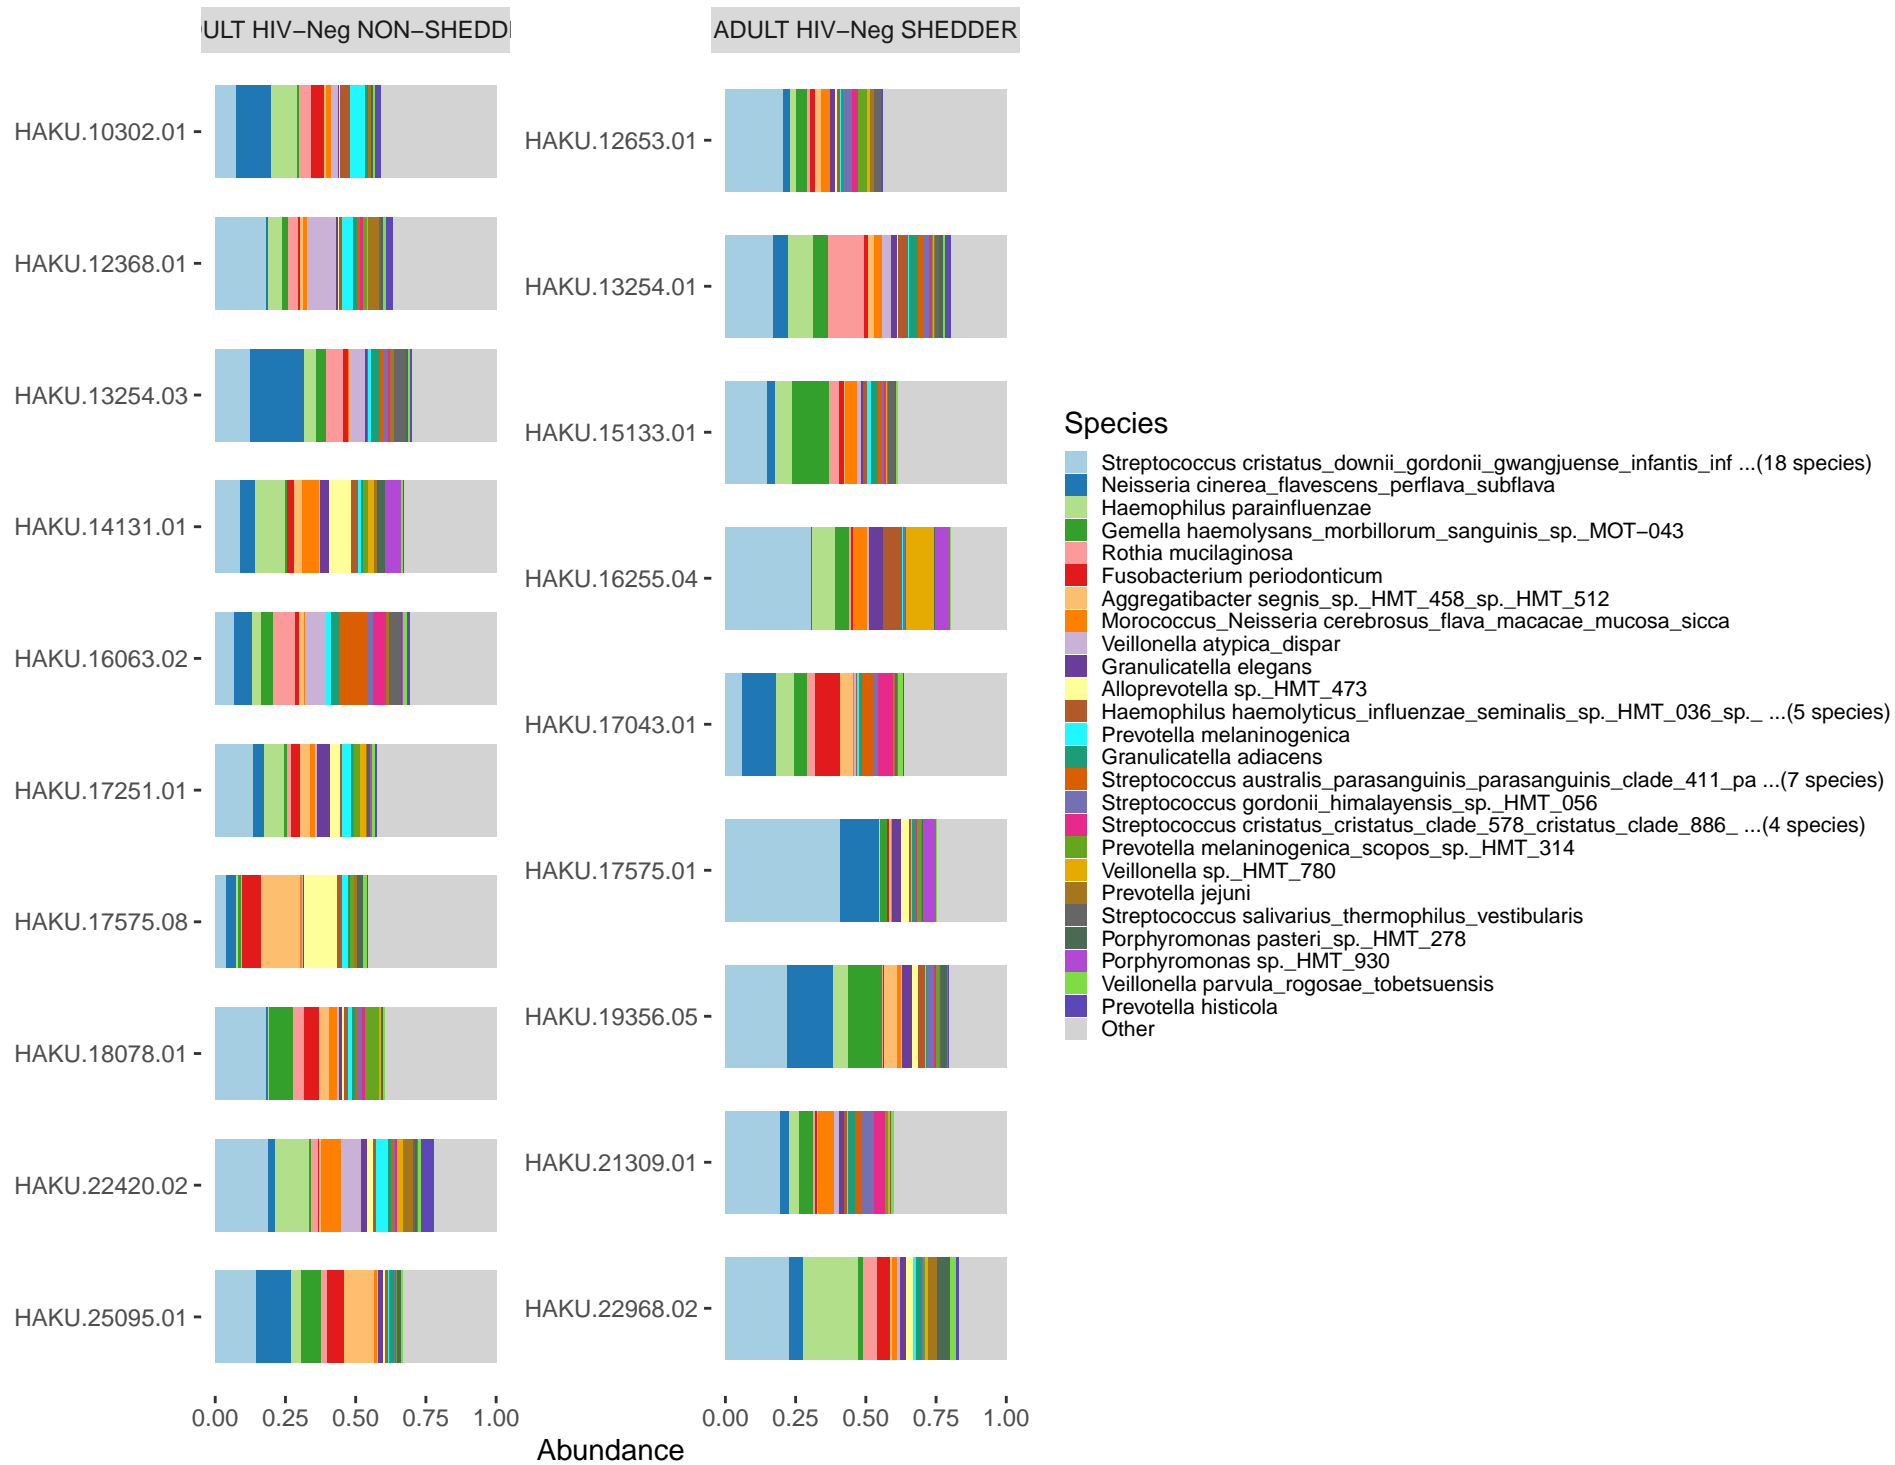 ULT HIV−Neg NON−SHEDD
ADULT HIV−Neg SHEDDER
HAKU.10302.01
HAKU.12368.01
HAKU.13254.03
HAKU.14131.01
HAKU.16063.02
HAKU.17251.01
HAKU.17575.08
HAKU.18078.01
HAKU.22420.02
HAKU.25095.01
HAKU.12653.01
HAKU.13254.01
HAKU.15133.01
HAKU.16255.04
HAKU.17043.01
HAKU.17575.01
HAKU.19356.05
HAKU.21309.01
HAKU.22968.02
0.00 0.25 0.50 0.75 1.00
0.00 0.25 0.50 0.75 1.00
Abundance
Species
Streptococcus cristatus_downii_gordonii_gwangjuense_infantis_inf ...(18 species)
Neisseria cinerea_flavescens_perflava_subflava
Haemophilus parainfluenzae
Gemella haemolysans_morbillorum_sanguinis_sp._MOT−043
Rothia mucilaginosa
Fusobacterium periodonticum
Aggregatibacter segnis_sp._HMT_458_sp._HMT_512
Morococcus_Neisseria cerebrosus_flava_macacae_mucosa_sicca
Veillonella atypica_dispar
Granulicatella elegans
Alloprevotella sp._HMT_473
Haemophilus haemolyticus_influenzae_seminalis_sp._HMT_036_sp._ ...(5 species)
Prevotella melaninogenica
Granulicatella adiacens
Streptococcus australis_parasanguinis_parasanguinis_clade_411_pa ...(7 species)
Streptococcus gordonii_himalayensis_sp._HMT_056
Streptococcus cristatus_cristatus_clade_578_cristatus_clade_886_ ...(4 species)
Prevotella melaninogenica_scopos_sp._HMT_314
Veillonella sp._HMT_780
Prevotella jejuni
Streptococcus salivarius_thermophilus_vestibularis
Porphyromonas pasteri_sp._HMT_278
Porphyromonas sp._HMT_930
Veillonella parvula_rogosae_tobetsuensis
Prevotella histicola
Other